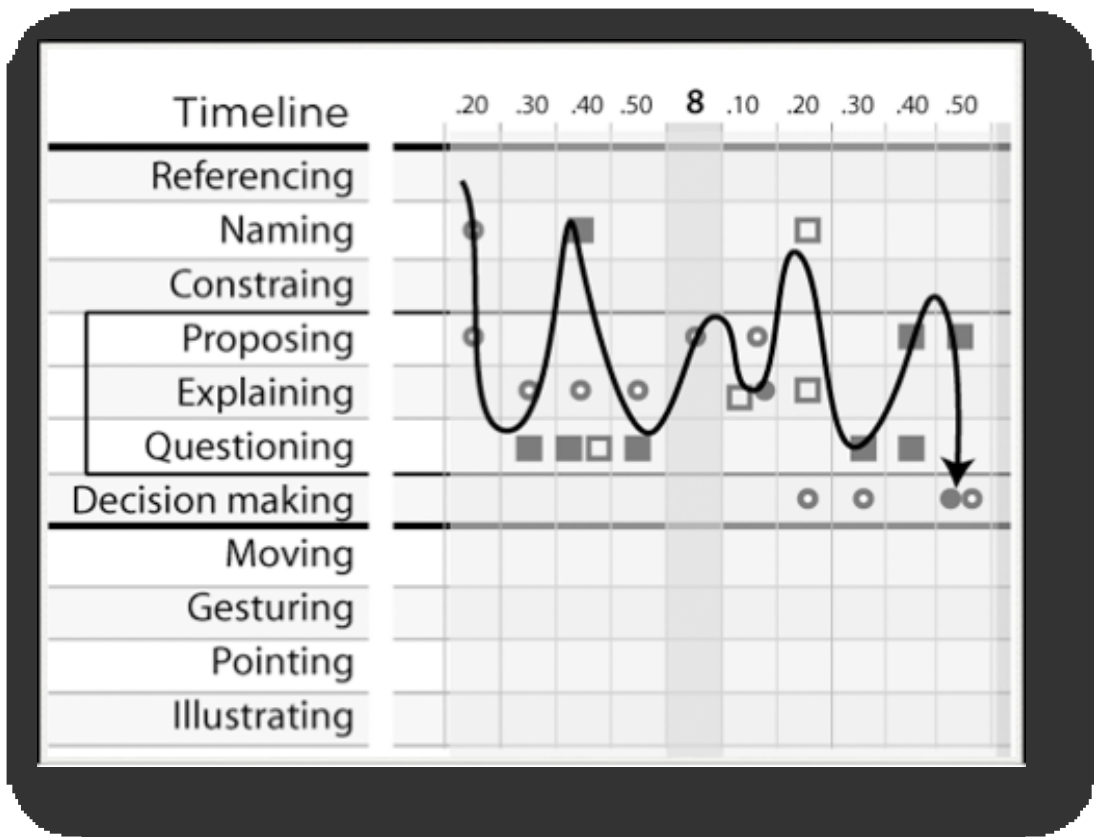 Timeline .20 .30 .40 .50 8 .10 .20 .30 .40 .50
Referencing
Naming
Constraing
Proposing
Explaining
Questioning
Decision making
Moving
Gesturing
Pointing
Illustrating